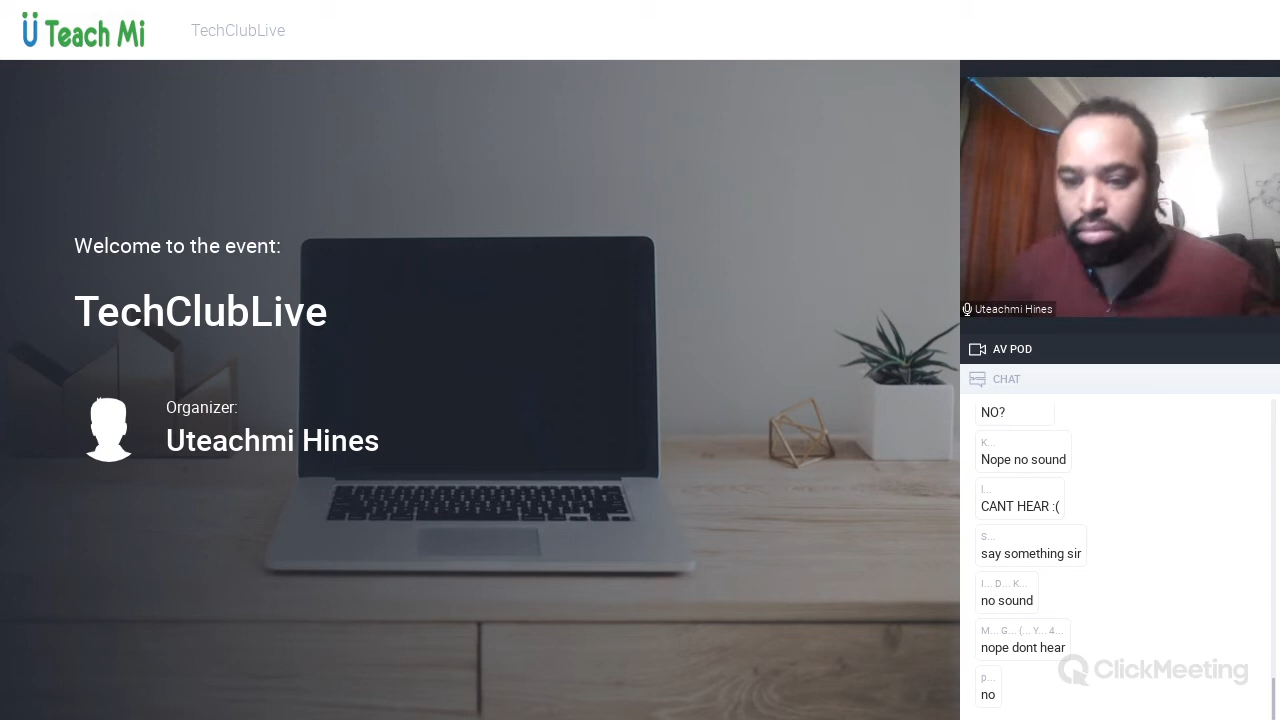 Ü Teach Mi
TechClubLive
Welcome to the event:
TechClubLive
Organizer:
Uteachmi Hines
Uteachmi Hines
AV POD
CHAT
NO?
K...
Nope no sound
I...
CANT HEAR :(
S...
say something sir
I... D... K...
no sound
M... G... (... Y... 4...
nope dont hear
p...
no
ClickMeeting